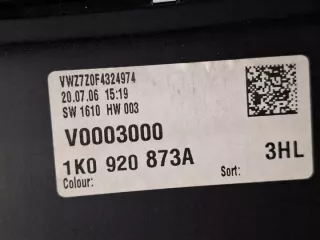 VWZ7Z0F4324974
20.07.06 15:19
SW 1610 HW 003
V0003000
1K0 920 873A
Colour:
Sort: 3HL